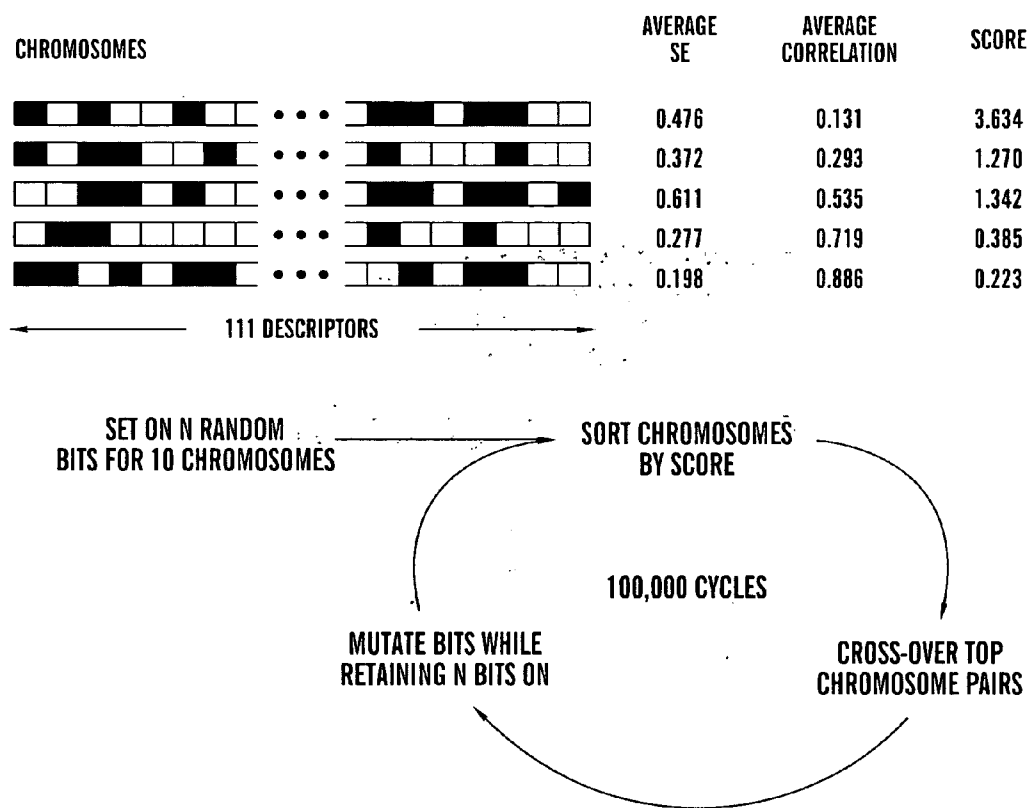 CHROMOSOMES
AVERAGE SE
AVERAGE CORRELATION
SCORE
0.476 0.131 3.634
0.372 0.293 1.270
0.611 0.535 1.342
0.277 0.719 0.385
0.198 0.886 0.223
111 DESCRIPTORS
SET ON N RANDOM
BITS FOR 10 CHROMOSOMES
SORT CHROMOSOMES
BY SCORE
100,000 CYCLES
MUTATE BITS WHILE
RETAINING N BITS ON
CROSS-OVER TOP
CHROMOSOME PAIRS